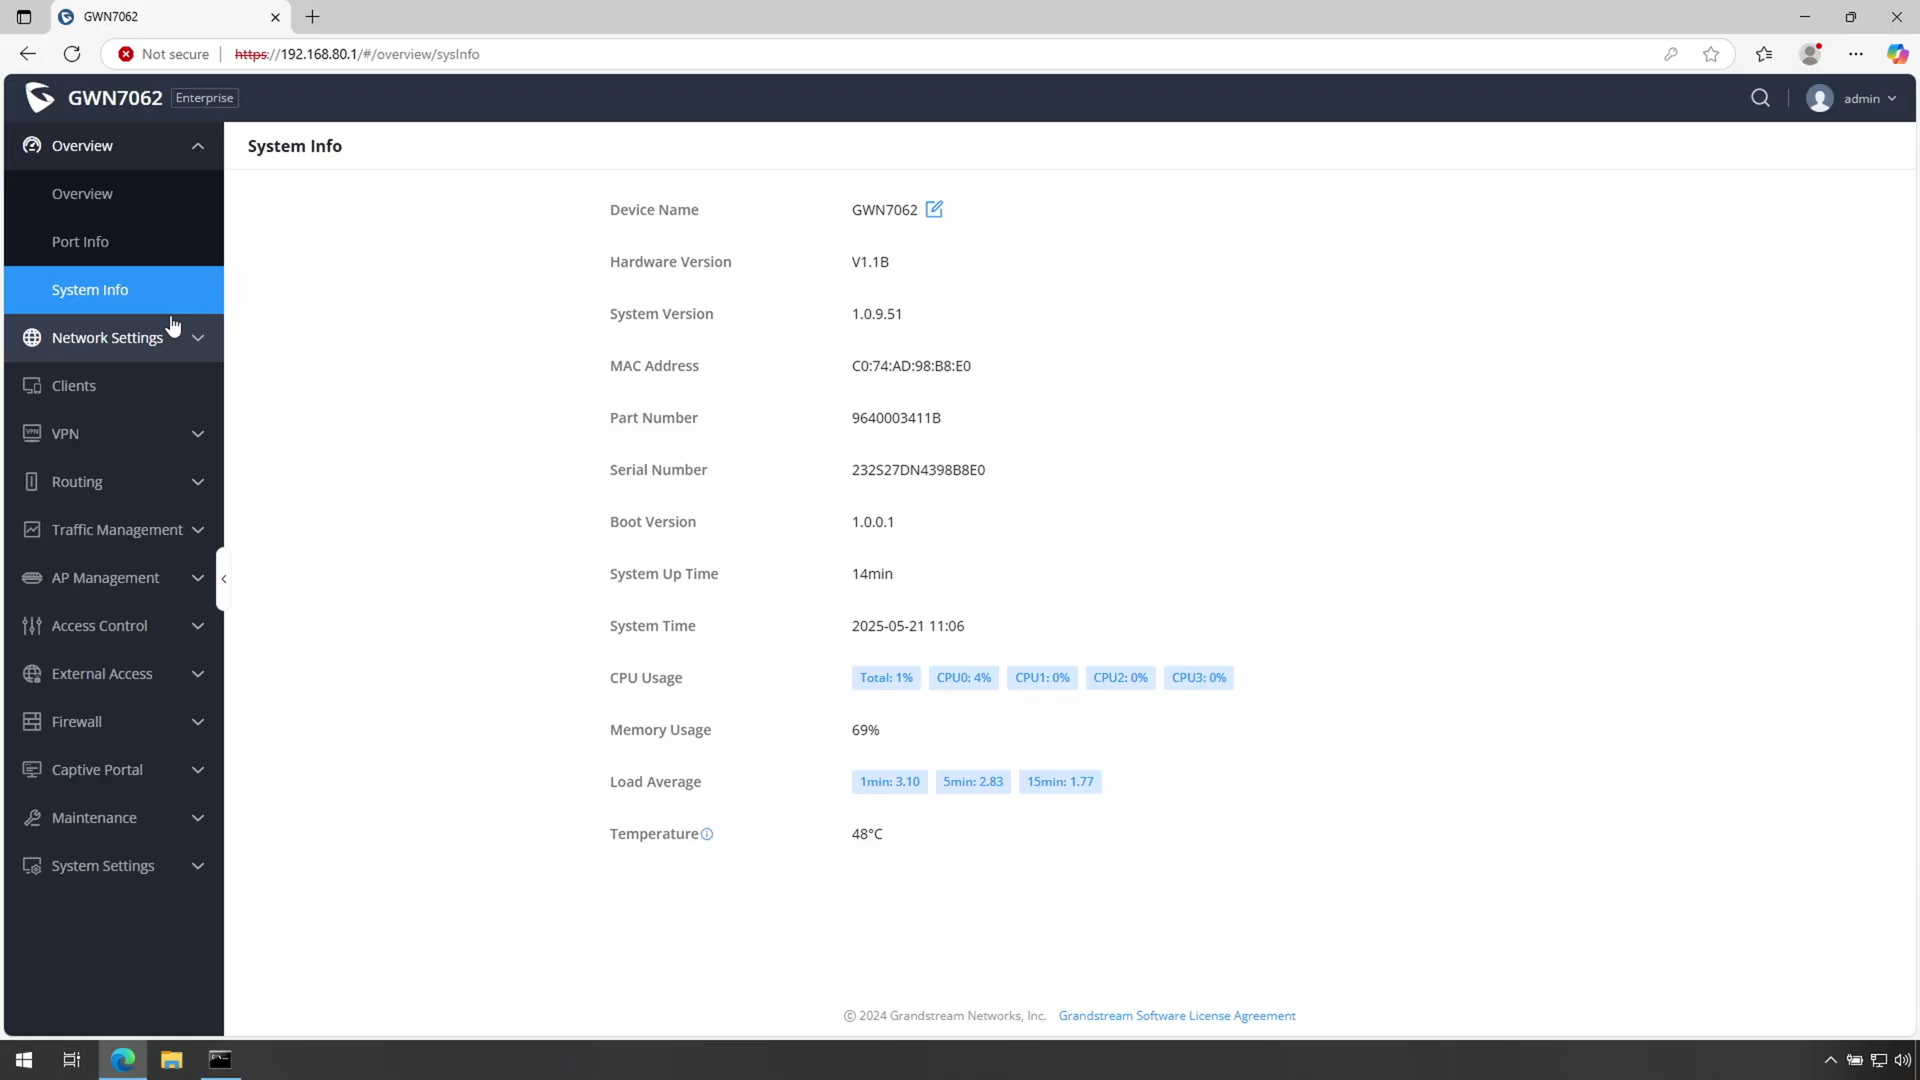 GWN7062
Not secure
https://192.168.80.1/#/overview/sysInfo
GWN7062 Enterprise
admin
Overview
Overview
Port Info
System Info
Network Settings
Clients
VPN
VPN
Routing
Traffic Management
AP Management
Access Control
External Access
Firewall
Captive Portal
Maintenance
System Settings
System Info
Device Name GWN7062
Hardware Version V1.1B
System Version 1.0.9.51
MAC Address C0:74:AD:98:B8:E0
Part Number 9640003411B
Serial Number 232S27DN4398B8E0
Boot Version 1.0.0.1
System Up Time 14min
System Time 2025-05-21 11:06
CPU Usage Total: 1% CPU0: 4% CPU1: 0% CPU2: 0% CPU3: 0%
Memory Usage 69%
Load Average 1min: 3.10 5min: 2.83 15min: 1.77
Temperature 48°C
© 2024 Grandstream Networks, Inc. Grandstream Software License Agreement